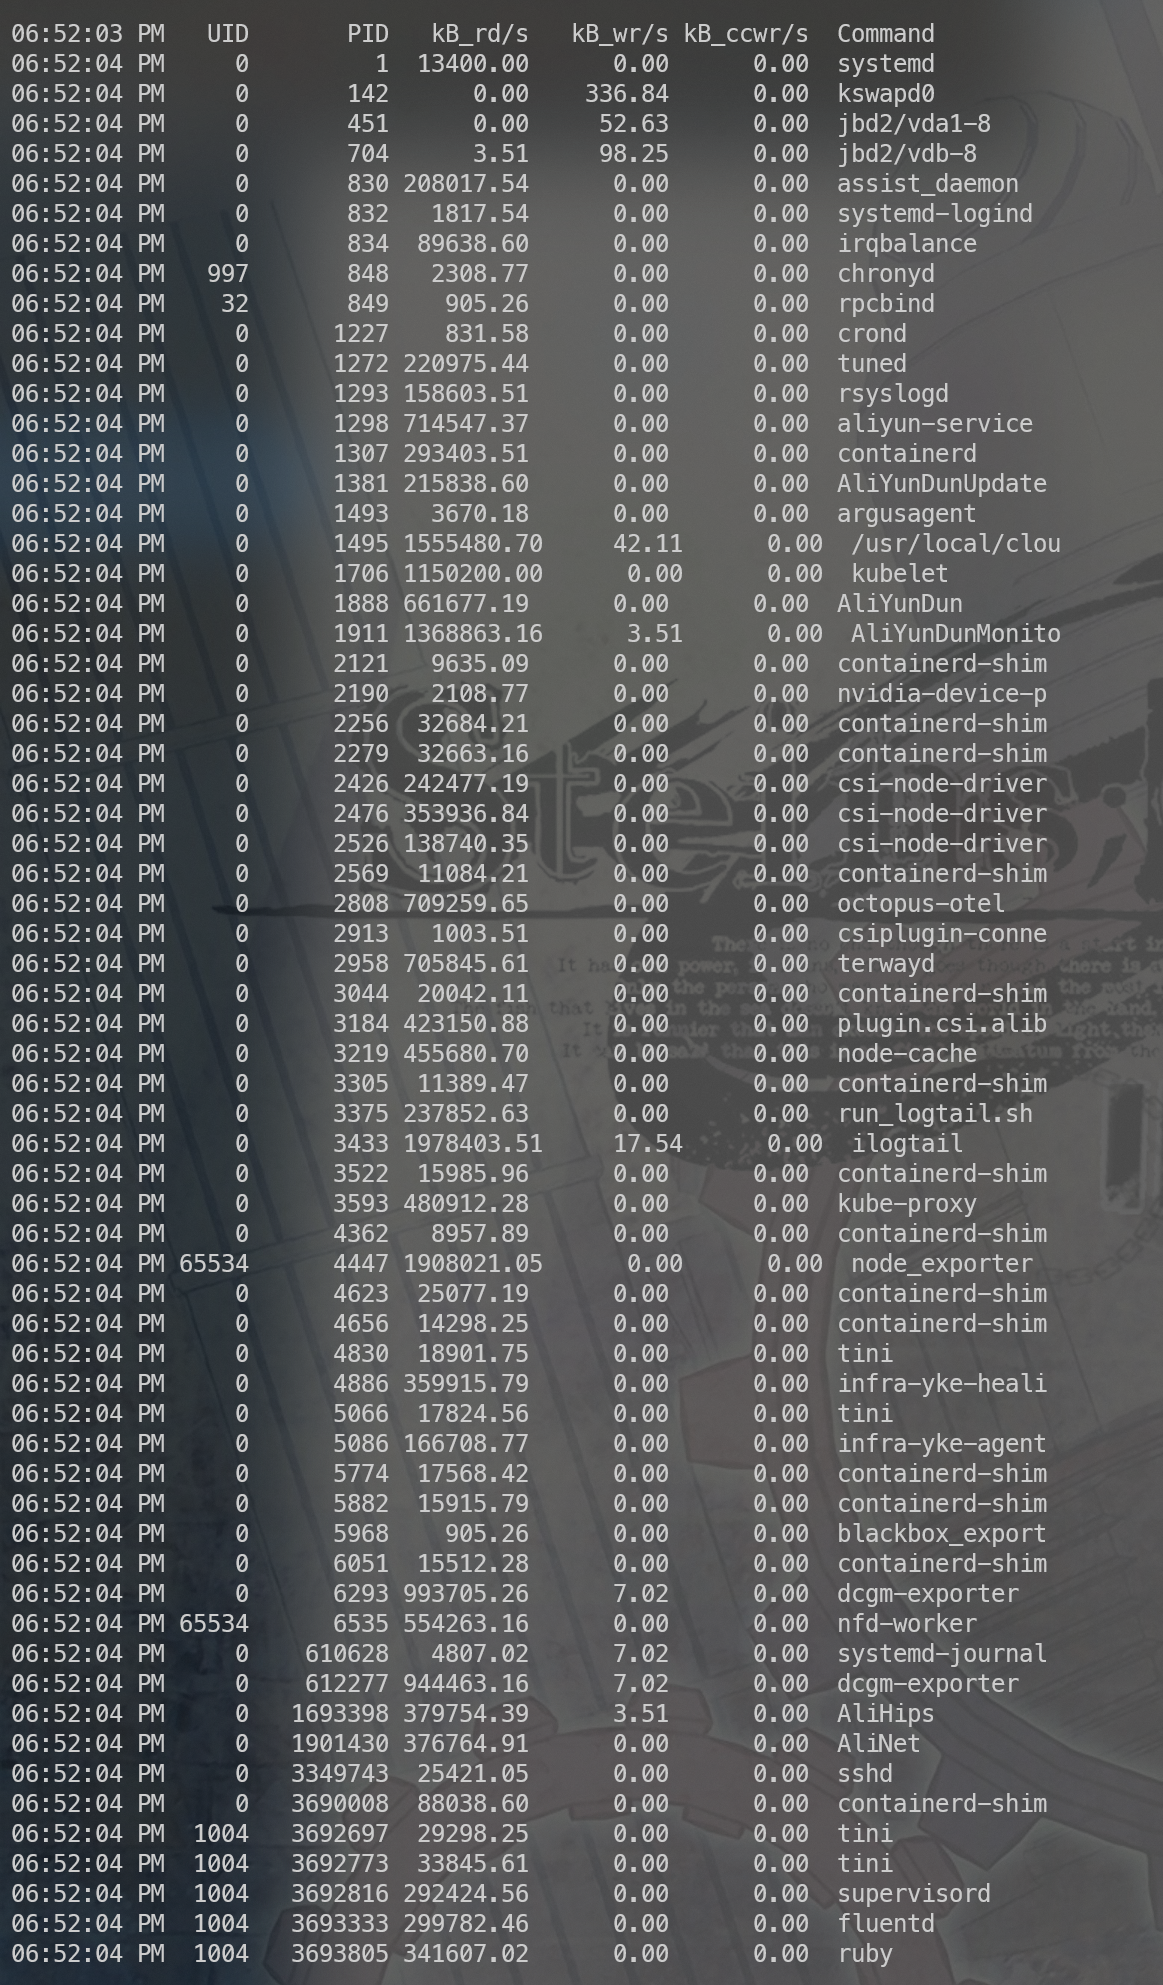 06:52:03 PM   UID       PID   kB_rd/s   kB_wr/s kB_ccwr/s  Command
06:52:04 PM     0         1  13400.00      0.00      0.00  systemd
06:52:04 PM     0       142      0.00    336.84      0.00  kswapd0
06:52:04 PM     0       451      0.00     52.63      0.00  jbd2/vda1-8
06:52:04 PM     0       704      3.51     98.25      0.00  jbd2/vdb-8
06:52:04 PM     0       830 208017.54      0.00      0.00  assist_daemon
06:52:04 PM     0       832   1817.54      0.00      0.00  systemd-logind
06:52:04 PM     0       834  89638.60      0.00      0.00  irqbalance
06:52:04 PM   997       848   2308.77      0.00      0.00  chronyd
06:52:04 PM    32       849    905.26      0.00      0.00  rpcbind
06:52:04 PM     0      1227    831.58      0.00      0.00  crond
06:52:04 PM     0      1272 220975.44      0.00      0.00  tuned
06:52:04 PM     0      1293 158603.51      0.00      0.00  rsyslogd
06:52:04 PM     0      1298 714547.37      0.00      0.00  aliyun-service
06:52:04 PM     0      1307 293403.51      0.00      0.00  containerd
06:52:04 PM     0      1381 215838.60      0.00      0.00  AliYunDunUpdate
06:52:04 PM     0      1493   3670.18      0.00      0.00  argusagent
06:52:04 PM     0      1495 1555480.70     42.11      0.00  /usr/local/clou
06:52:04 PM     0      1706 1150200.00      0.00      0.00  kubelet
06:52:04 PM     0      1888 661677.19      0.00      0.00  AliYunDun
06:52:04 PM     0      1911 1368863.16      3.51      0.00  AliYunDunMonito
06:52:04 PM     0      2121   9635.09      0.00      0.00  containerd-shim
06:52:04 PM     0      2190   2108.77      0.00      0.00  nvidia-device-p
06:52:04 PM     0      2256  32684.21      0.00      0.00  containerd-shim
06:52:04 PM     0      2279  32663.16      0.00      0.00  containerd-shim
06:52:04 PM     0      2426 242477.19      0.00      0.00  csi-node-driver
06:52:04 PM     0      2476 353936.84      0.00      0.00  csi-node-driver
06:52:04 PM     0      2526 138740.35      0.00      0.00  csi-node-driver
06:52:04 PM     0      2569  11084.21      0.00      0.00  containerd-shim
06:52:04 PM     0      2808 709259.65      0.00      0.00  octopus-otel
06:52:04 PM     0      2913   1003.51      0.00      0.00  csiplugin-conne
06:52:04 PM     0      2958 705845.61      0.00      0.00  terwayd
06:52:04 PM     0      3044  20042.11      0.00      0.00  containerd-shim
06:52:04 PM     0      3184 423150.88      0.00      0.00  plugin.csi.alib
06:52:04 PM     0      3219 455680.70      0.00      0.00  node-cache
06:52:04 PM     0      3305  11389.47      0.00      0.00  containerd-shim
06:52:04 PM     0      3375 237852.63      0.00      0.00  run_logtail.sh
06:52:04 PM     0      3433 1978403.51     17.54      0.00  ilogtail
06:52:04 PM     0      3522  15985.96      0.00      0.00  containerd-shim
06:52:04 PM     0      3593 480912.28      0.00      0.00  kube-proxy
06:52:04 PM     0      4362   8957.89      0.00      0.00  containerd-shim
06:52:04 PM 65534      4447 1908021.05      0.00      0.00  node_exporter
06:52:04 PM     0      4623  25077.19      0.00      0.00  containerd-shim
06:52:04 PM     0      4656  14298.25      0.00      0.00  containerd-shim
06:52:04 PM     0      4830  18901.75      0.00      0.00  tini
06:52:04 PM     0      4886 359915.79      0.00      0.00  infra-yke-heali
06:52:04 PM     0      5066  17824.56      0.00      0.00  tini
06:52:04 PM     0      5086 166708.77      0.00      0.00  infra-yke-agent
06:52:04 PM     0      5774  17568.42      0.00      0.00  containerd-shim
06:52:04 PM     0      5882  15915.79      0.00      0.00  containerd-shim
06:52:04 PM     0      5968    905.26      0.00      0.00  blackbox_export
06:52:04 PM     0      6051  15512.28      0.00      0.00  containerd-shim
06:52:04 PM     0      6293 993705.26      7.02      0.00  dcgm-exporter
06:52:04 PM 65534      6535 554263.16      0.00      0.00  nfd-worker
06:52:04 PM     0    610628   4807.02      7.02      0.00  systemd-journal
06:52:04 PM     0    612277 944463.16      7.02      0.00  dcgm-exporter
06:52:04 PM     0   1693398 379754.39      3.51      0.00  AliHips
06:52:04 PM     0   1901430 376764.91      0.00      0.00  AliNet
06:52:04 PM     0   3349743  25421.05      0.00      0.00  sshd
06:52:04 PM     0   3690008  88038.60      0.00      0.00  containerd-shim
06:52:04 PM  1004   3692697  29298.25      0.00      0.00  tini
06:52:04 PM  1004   3692773  33845.61      0.00      0.00  tini
06:52:04 PM  1004   3692816 292424.56      0.00      0.00  supervisord
06:52:04 PM  1004   3693333 299782.46      0.00      0.00  fluentd
06:52:04 PM  1004   3693805 341607.02      0.00      0.00  ruby